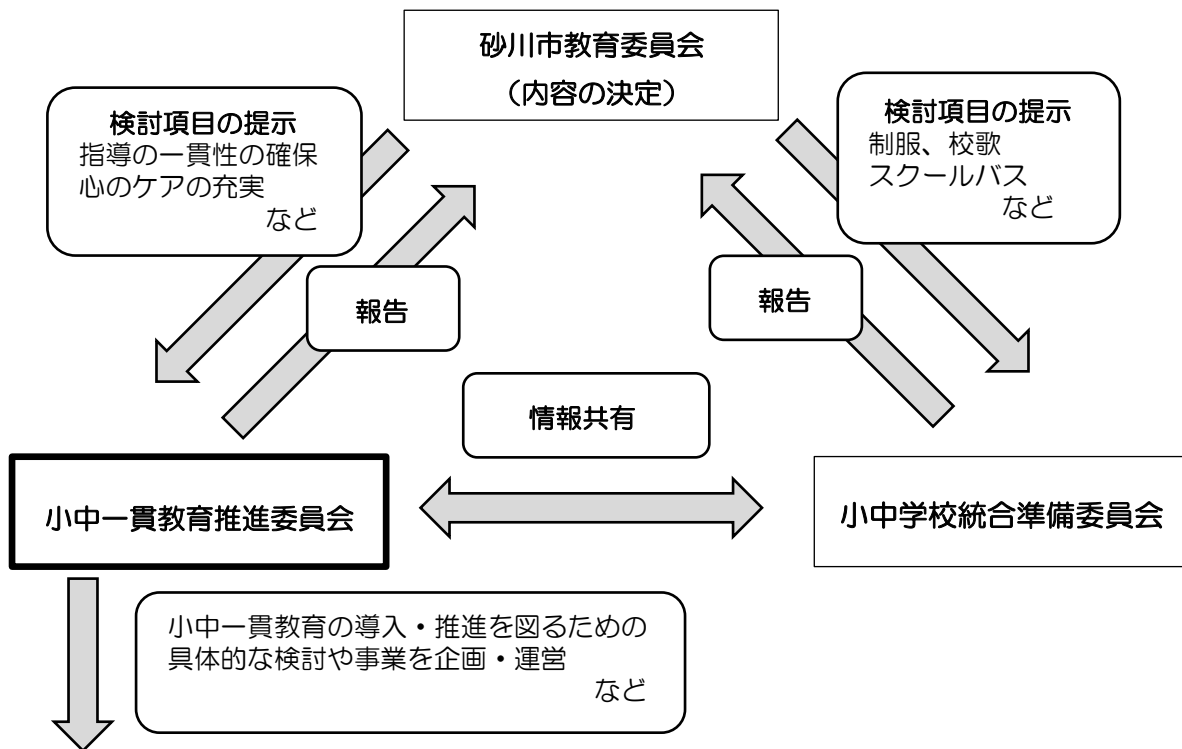 砂川市教育委員会
（内容の決定）
検討項目の提示
指導の一貫性の確保
心のケアの充実
など
検討項目の提示
制服、校歌
スクールバス
など
報告
報告
情報共有
小中一貫教育推進委員会
小中学校統合準備委員会
小中一貫教育の導入・推進を図るための
具体的な検討や事業を企画・運営
など